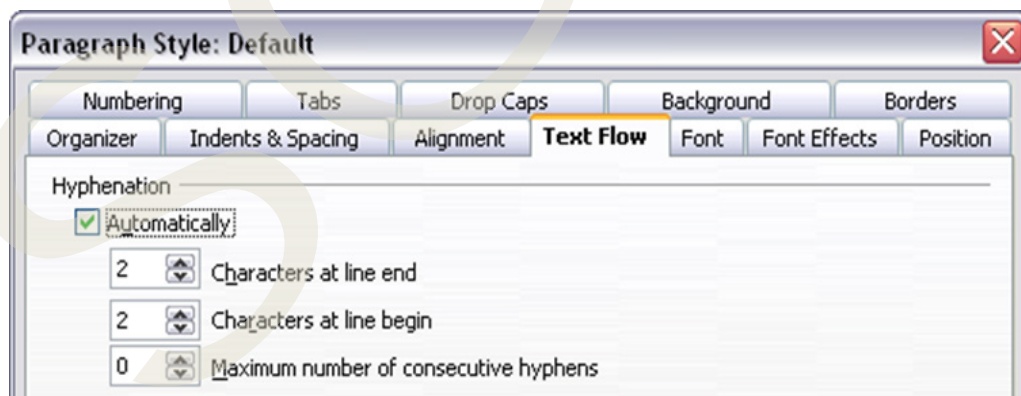 Paragraph Style: Default
Numbering Tabs Drop Caps Background Borders
Organizer Indents & Spacing Alignment Text Flow Font Font Effects Position
Hyphenation
Automatically
2 Characters at line end
2 Characters at line begin
0 Maximum number of consecutive hyphens